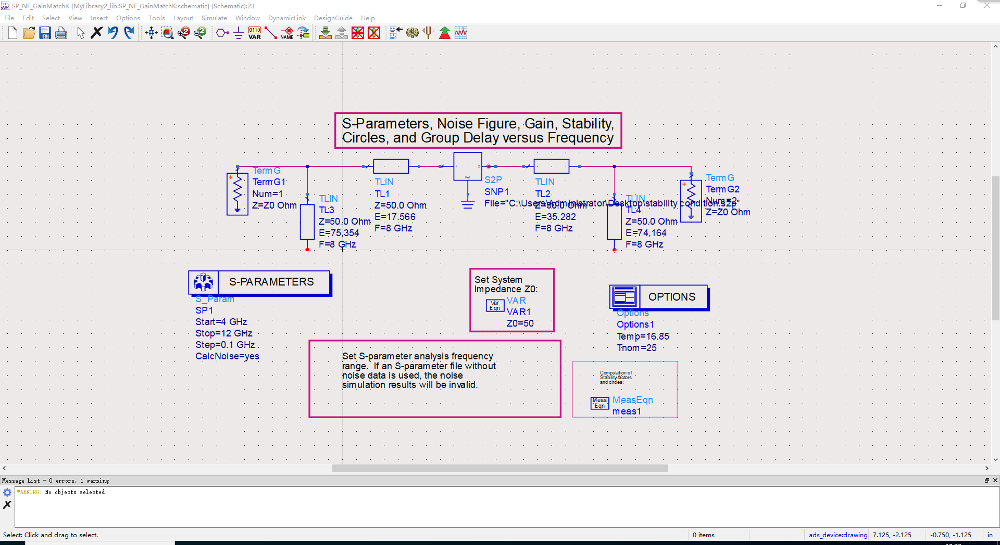 SP_NF_GainMatchK [MyLibrary2_lib:SP_NF_GainMatchK:schematic] (Schematic):23
File Edit Select View Insert Options Tools Layout Simulate Window DynamicLink DesignGuide Help
0110
VAR
NAME
S-Parameters, Noise Figure, Gain, Stability,
Circles, and Group Delay versus Frequency
TermG
TermG1
Num=1
Z=Z0 Ohm
TLIN
TL3
Z=50.0 Ohm
E=75.354
F=8 GHz
TLIN
TL1
Z=50.0 Ohm
E=17.566
F=8 GHz
1
2
Ref
S2P
SNP1
File="C:\Users\Administrator\Desktop\stability condition.s2p"
TLIN
TL2
Z=50.0 Ohm
E=35.282
F=8 GHz
TLIN
TL4
Z=50.0 Ohm
E=74.164
F=8 GHz
TermG
TermG2
Num=2
Z=Z0 Ohm
S-PARAMETERS
S_Param
SP1
Start=4 GHz
Stop=12 GHz
Step=0.1 GHz
CalcNoise=yes
Set System
Impedance Z0:
Var
Eqn
VAR
VAR1
Z0=50
OPTIONS
Options
Options1
Temp=16.85
Tnom=25
Set S-parameter analysis frequency
range. If an S-parameter file without
noise data is used, the noise
simulation results will be invalid.
Computation of
Stability factors
and circles:
Meas
Eqn
MeasEqn
meas1
Message List - 0 errors, 1 warning
WARNING: No objects selected
Select: Click and drag to select.
0 items
ads_device:drawing
7.125, -2.125
-0.750, -1.125
in